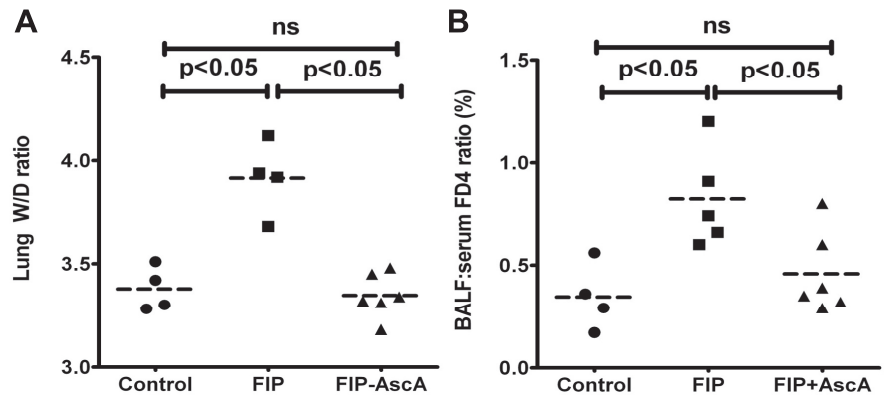 A
ns
p<0.05 p<0.05
Lung W/D ratio
4.5
4.0
3.5
3.0
Control FIP FIP-AscA
B
ns
p<0.05 p<0.05
BALF:serum FD4 ratio (%)
1.5
1.0
0.5
0.0
Control FIP FIP+AscA